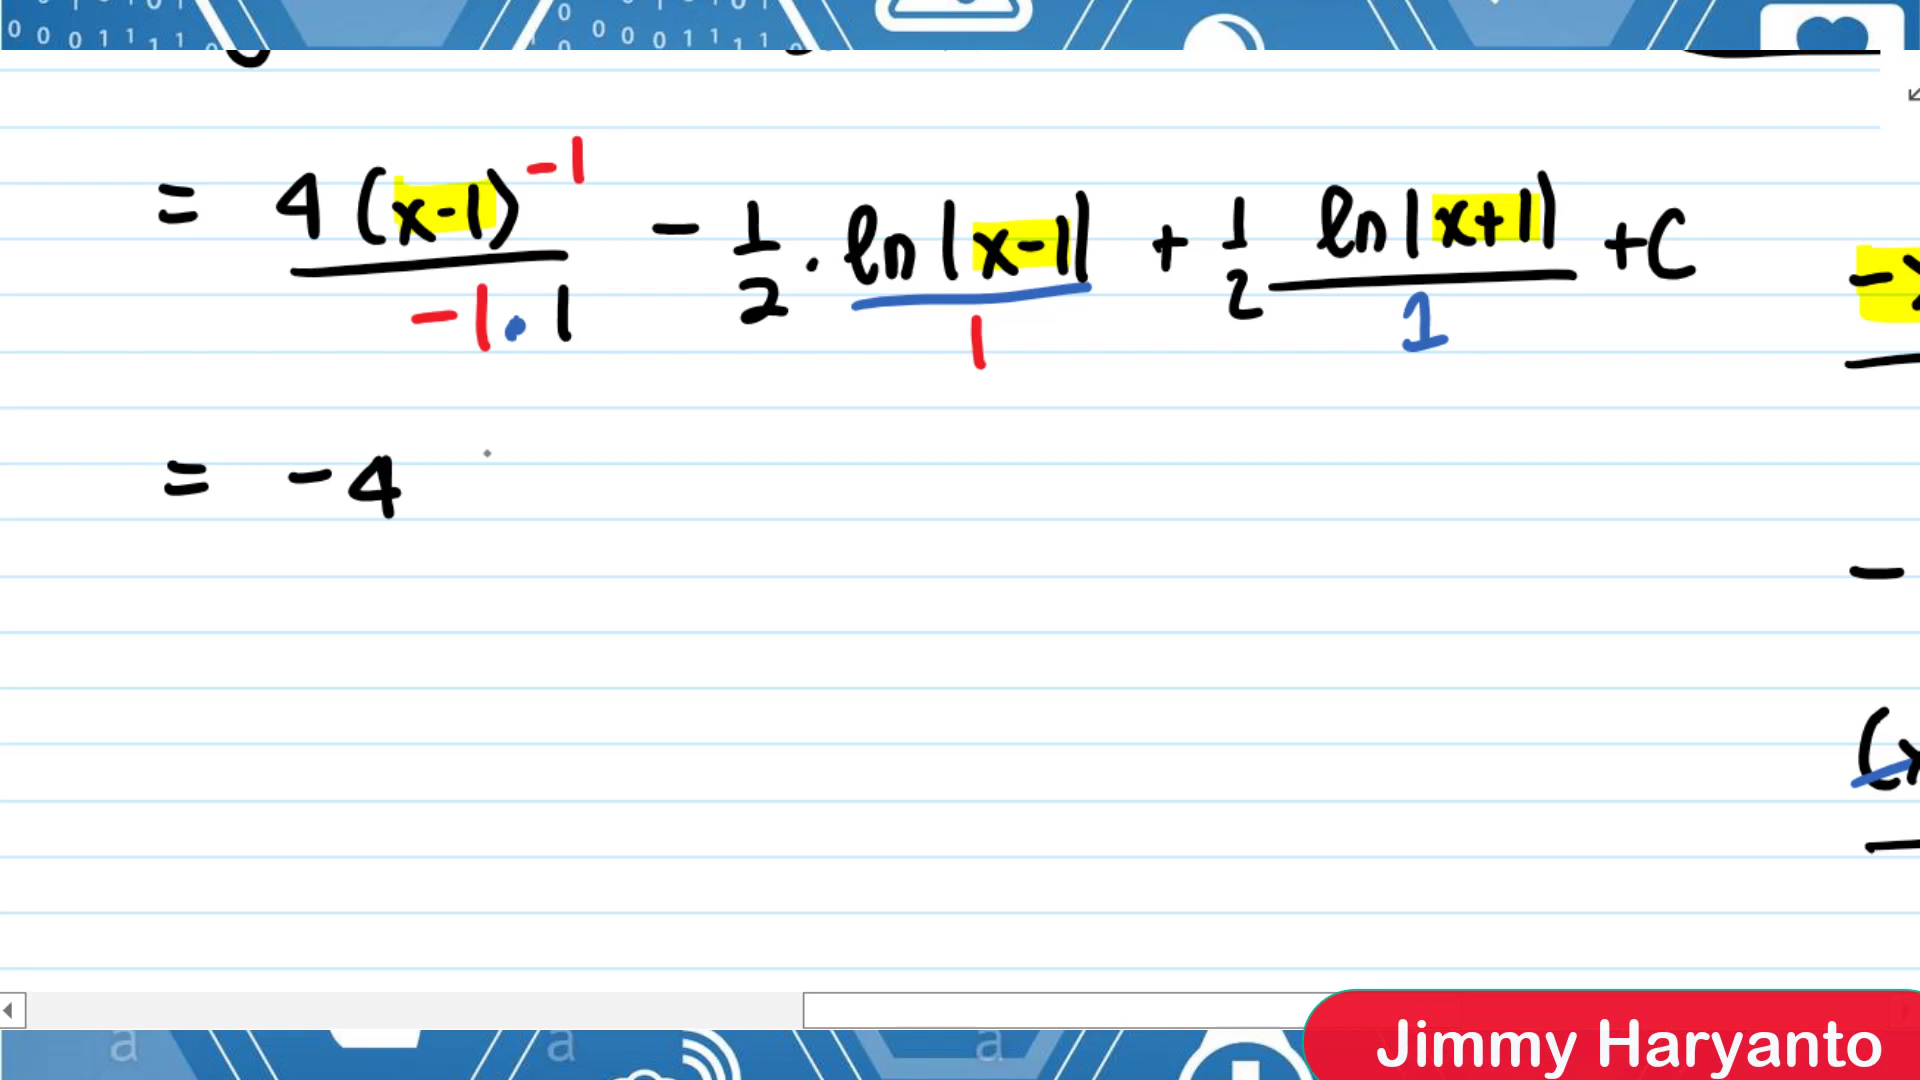 = 4(x-1)^-1 / -1·1 - 1/2 · ln|x-1| / 1 + 1/2 ln|x+1| / 1 + C
= -4
Jimmy Haryanto